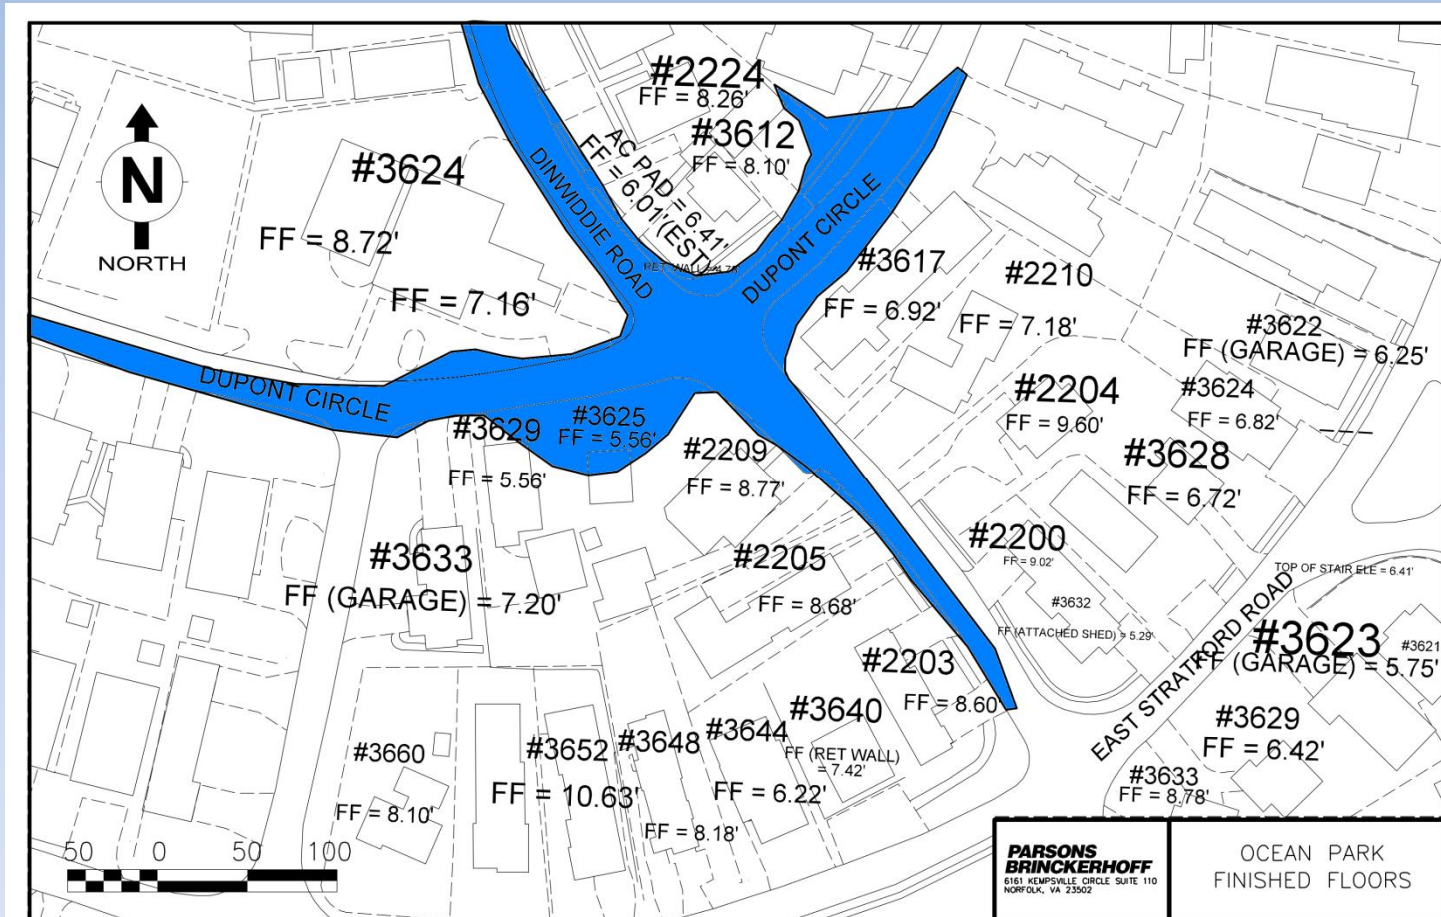 #2224
FF = 8.26'
#3612
FF = 8.10'
AC PAD = 6.41'
FF = 6.01'(EST)
DINWIDDIE ROAD
DUPONT CIRCLE
N
NORTH
#3624
FF = 8.72'
FF = 7.16'
#3617
FF = 6.92'
#2210
FF = 7.18'
#3622
FF (GARAGE) = 6.25'
#2204
FF = 9.60'
#3624
FF = 6.82'
DUPONT CIRCLE
#3629
FF = 5.56'
#3625
FF = 5.56'
#2209
FF = 8.77'
#3628
FF = 6.72'
#3633
FF (GARAGE) = 7.20'
#2205
FF = 8.68'
#2200
FF = 9.02'
#3632
FF (ATTACHED SHED) = 5.29'
TOP OF STAIR ELE = 6.41'
EAST STRATFORD ROAD
#3623
FF (GARAGE) = 5.75'
#3621
#2203
FF = 8.60'
#3640
FF (RET WALL)
= 7.42'
#3644
FF = 6.22'
#3648
FF = 8.18'
#3652
FF = 10.63'
#3660
FF = 8.10'
#3629
FF = 6.42'
#3633
FF = 8.78'
50 0 50 100
PARSONS
BRINCKERHOFF
6161 KEMPSVILLE CIRCLE SUITE 110
NORFOLK, VA 23502
OCEAN PARK
FINISHED FLOORS